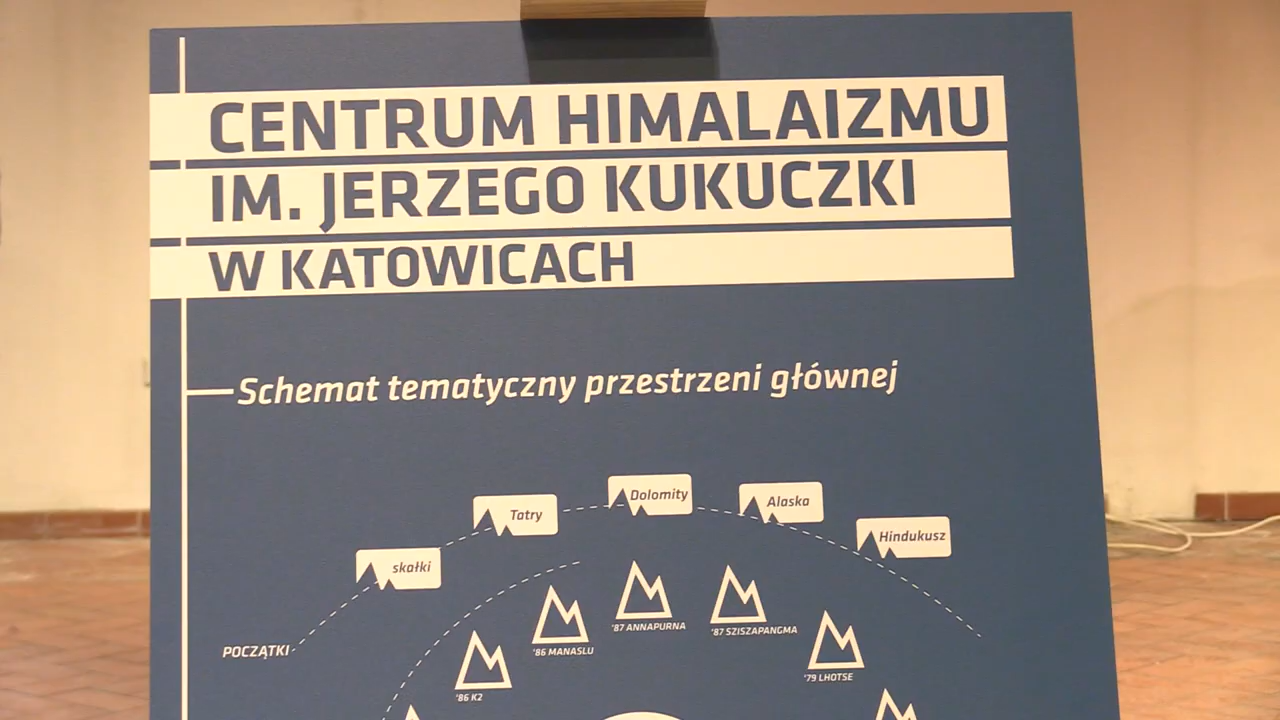 CENTRUM HIMALAIZMU
IM. JERZEGO KUKUCZKI
W KATOWICACH
Schemat tematyczny przestrzeni głównej
Dolomity
Alaska
Tatry
Hindukusz
skałki
'87 ANNAPURNA
'87 SZISZAPANGMA
'86 MANASLU
POCZĄTKI
'79 LHOTSE
'86 K2